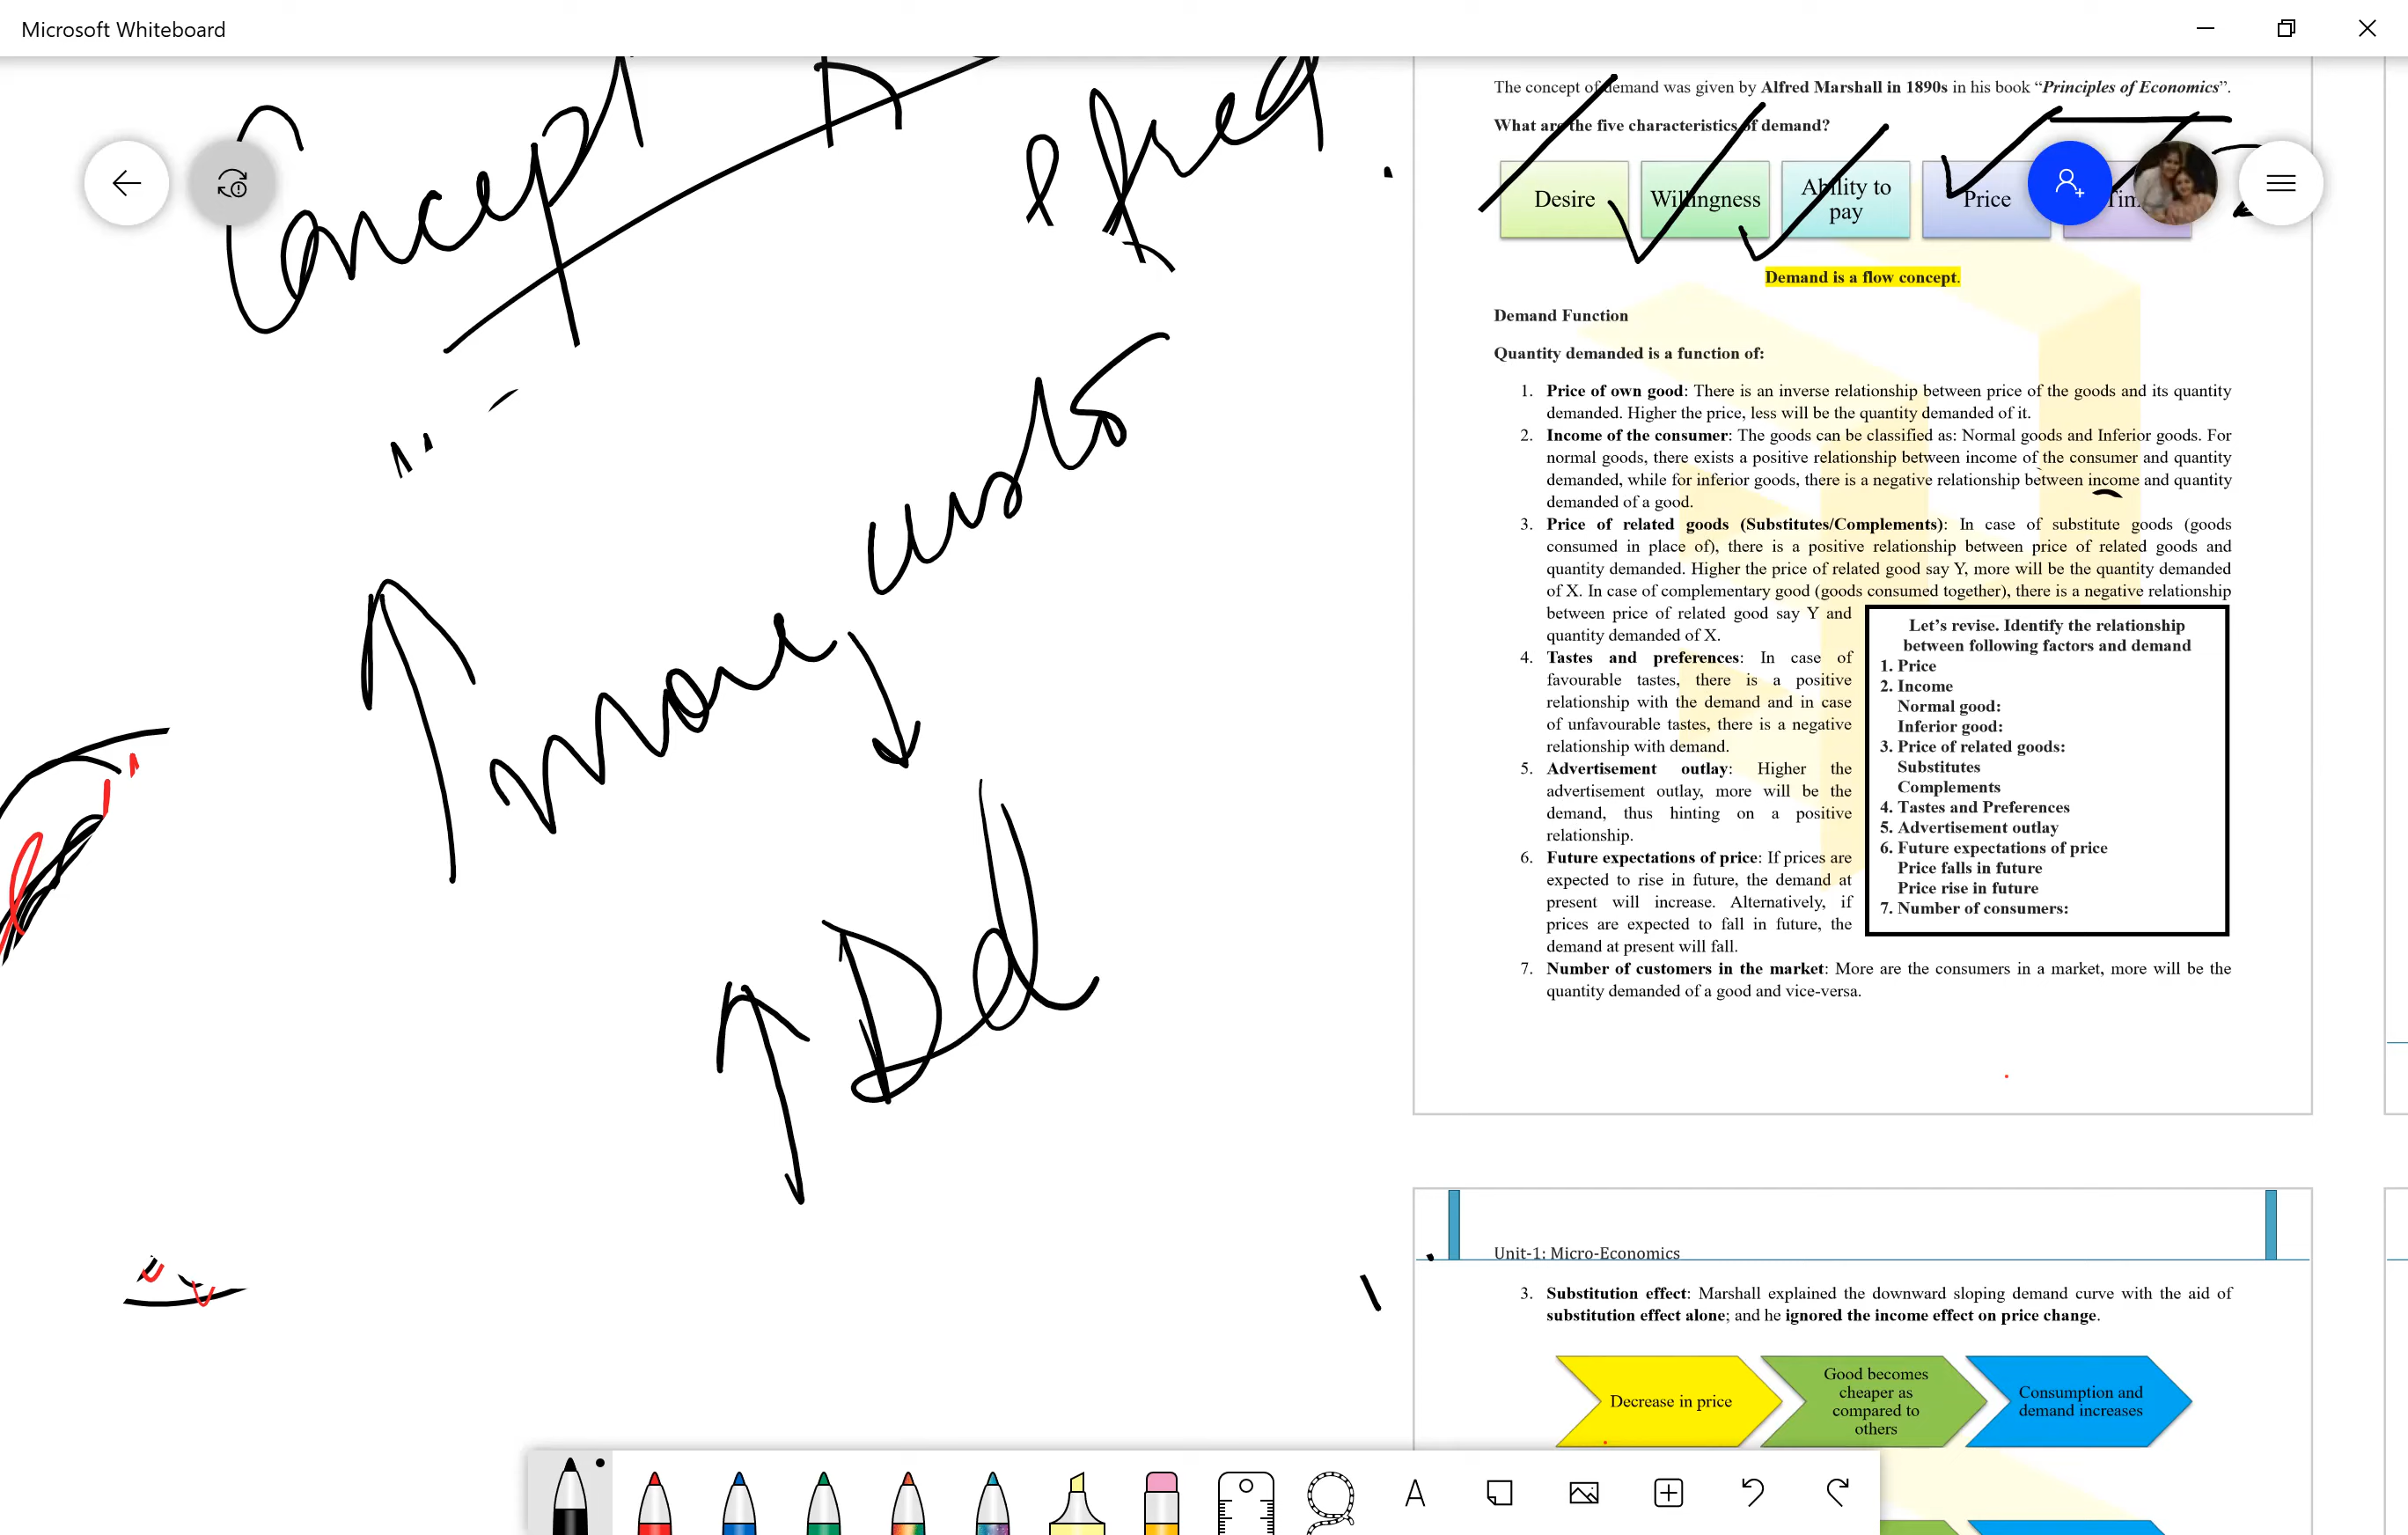 Microsoft Whiteboard
Concept
The concept of demand was given by Alfred Marshall in 1890s in his book “Principles of Economics”.
What are the five characteristics of demand?
Desire
Willingness
Ability to
pay
Price
Tim
Demand is a flow concept.
Demand Function
Quantity demanded is a function of:
1. Price of own good: There is an inverse relationship between price of the goods and its quantity
demanded. Higher the price, less will be the quantity demanded of it.
2. Income of the consumer: The goods can be classified as: Normal goods and Inferior goods. For
normal goods, there exists a positive relationship between income of the consumer and quantity
demanded, while for inferior goods, there is a negative relationship between income and quantity
demanded of a good.
3. Price of related goods (Substitutes/Complements): In case of substitute goods (goods
consumed in place of), there is a positive relationship between price of related goods and
quantity demanded. Higher the price of related good say Y, more will be the quantity demanded
of X. In case of complementary good (goods consumed together), there is a negative relationship
between price of related good say Y and
quantity demanded of X.
4. Tastes and preferences: In case of
favourable tastes, there is a positive
relationship with the demand and in case
of unfavourable tastes, there is a negative
relationship with demand.
5. Advertisement outlay: Higher the
advertisement outlay, more will be the
demand, thus hinting on a positive
relationship.
6. Future expectations of price: If prices are
expected to rise in future, the demand at
present will increase. Alternatively, if
prices are expected to fall in future, the
demand at present will fall.
7. Number of customers in the market: More are the consumers in a market, more will be the
quantity demanded of a good and vice-versa.
Let’s revise. Identify the relationship
between following factors and demand
1. Price
2. Income
Normal good:
Inferior good:
3. Price of related goods:
Substitutes
Complements
4. Tastes and Preferences
5. Advertisement outlay
6. Future expectations of price
Price falls in future
Price rise in future
7. Number of consumers:
more
Dd
Unit-1: Micro-Economics
3. Substitution effect: Marshall explained the downward sloping demand curve with the aid of
substitution effect alone; and he ignored the income effect on price change.
Decrease in price
Good becomes
cheaper as
compared to
others
Consumption and
demand increases